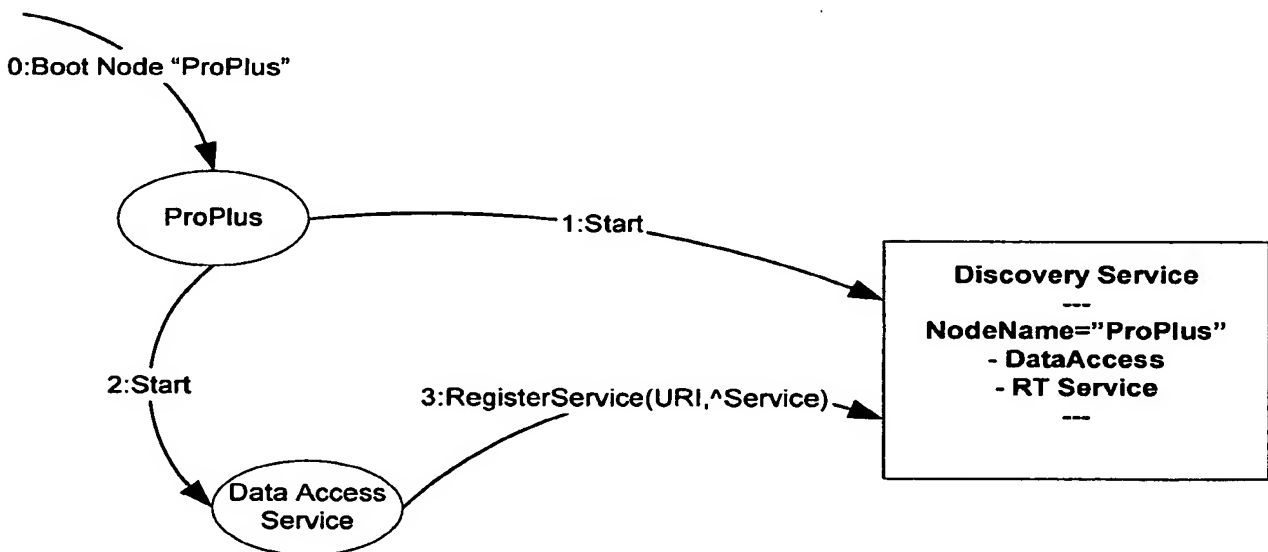 0:Boot Node “ProPlus”
ProPlus
1:Start
Discovery Service
---
NodeName=”ProPlus”
- DataAccess
- RT Service
---
2:Start
3:RegisterService(URI,^Service)
Data Access
Service